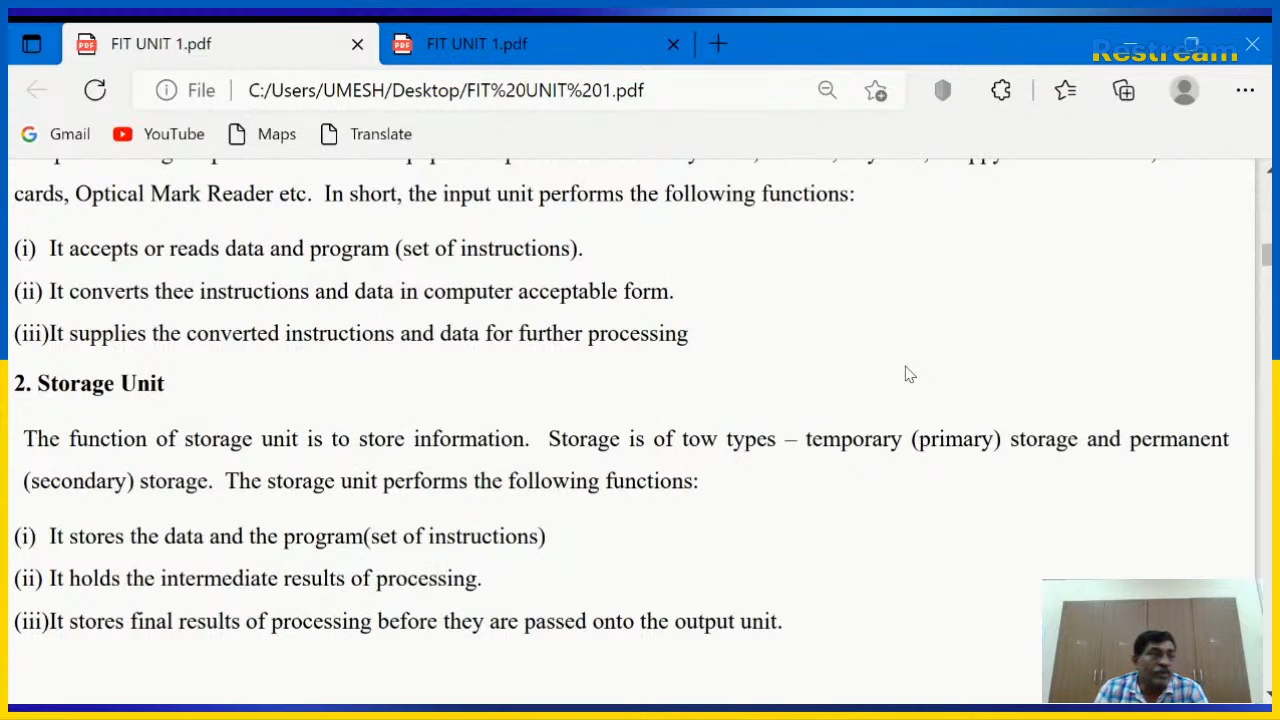 FIT UNIT 1.pdf
FIT UNIT 1.pdf
Restream
File C:/Users/UMESH/Desktop/FIT%20UNIT%201.pdf
Gmail YouTube Maps Translate
cards, Optical Mark Reader etc. In short, the input unit performs the following functions:
(i) It accepts or reads data and program (set of instructions).
(ii) It converts thee instructions and data in computer acceptable form.
(iii)It supplies the converted instructions and data for further processing
2. Storage Unit
The function of storage unit is to store information. Storage is of tow types – temporary (primary) storage and permanent
(secondary) storage. The storage unit performs the following functions:
(i) It stores the data and the program(set of instructions)
(ii) It holds the intermediate results of processing.
(iii)It stores final results of processing before they are passed onto the output unit.